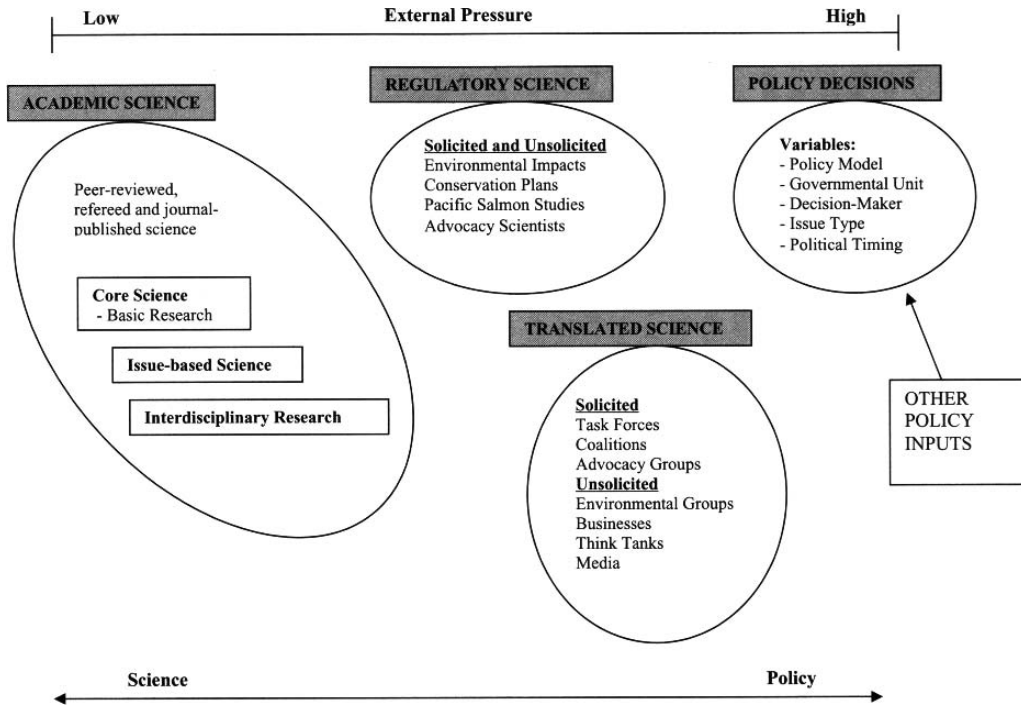 Low External Pressure High
ACADEMIC SCIENCE
Peer-reviewed,
refereed and journal-
published science
Core Science
- Basic Research
Issue-based Science
Interdisciplinary Research
REGULATORY SCIENCE
Solicited and Unsolicited
Environmental Impacts
Conservation Plans
Pacific Salmon Studies
Advocacy Scientists
POLICY DECISIONS
Variables:
- Policy Model
- Governmental Unit
- Decision-Maker
- Issue Type
- Political Timing
TRANSLATED SCIENCE
Solicited
Task Forces
Coalitions
Advocacy Groups
Unsolicited
Environmental Groups
Businesses
Think Tanks
Media
OTHER
POLICY
INPUTS
Science Policy